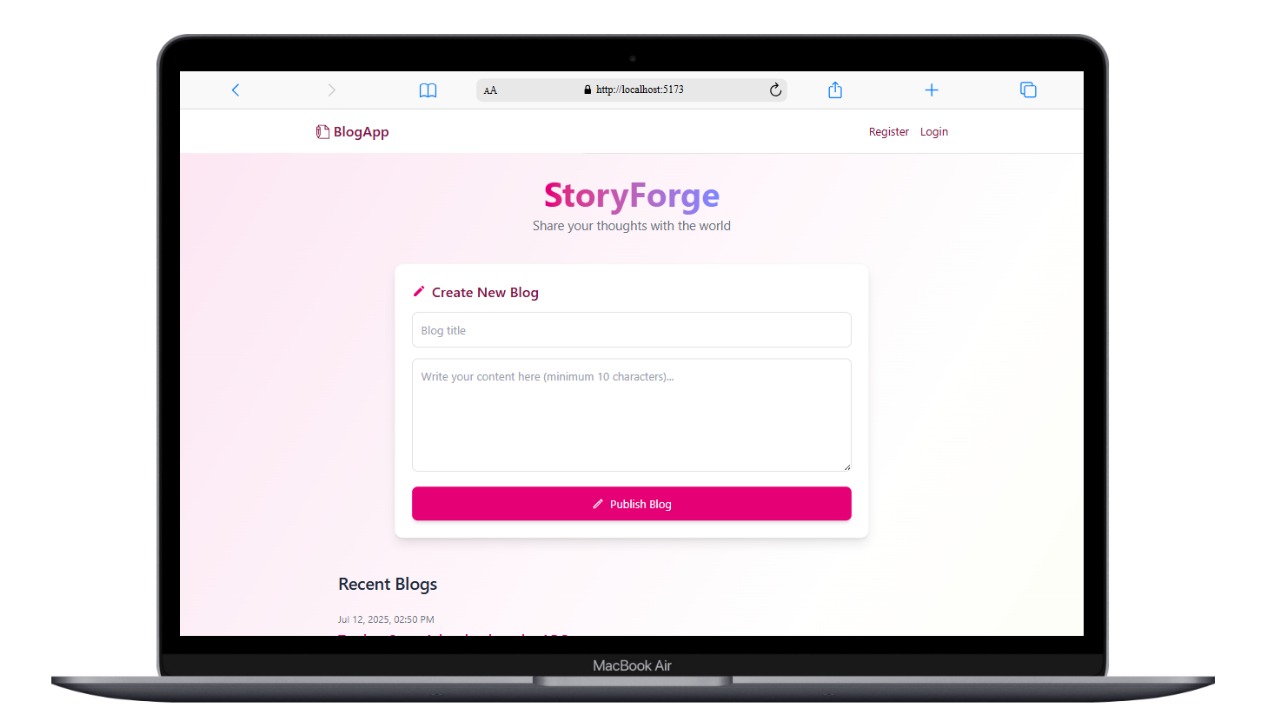 AA http://localhost:5173
BlogApp Register Login
StoryForge
Share your thoughts with the world
Create New Blog
Blog title
Write your content here (minimum 10 characters)...
Publish Blog
Recent Blogs
Jul 12, 2025, 02:50 PM
MacBook Air